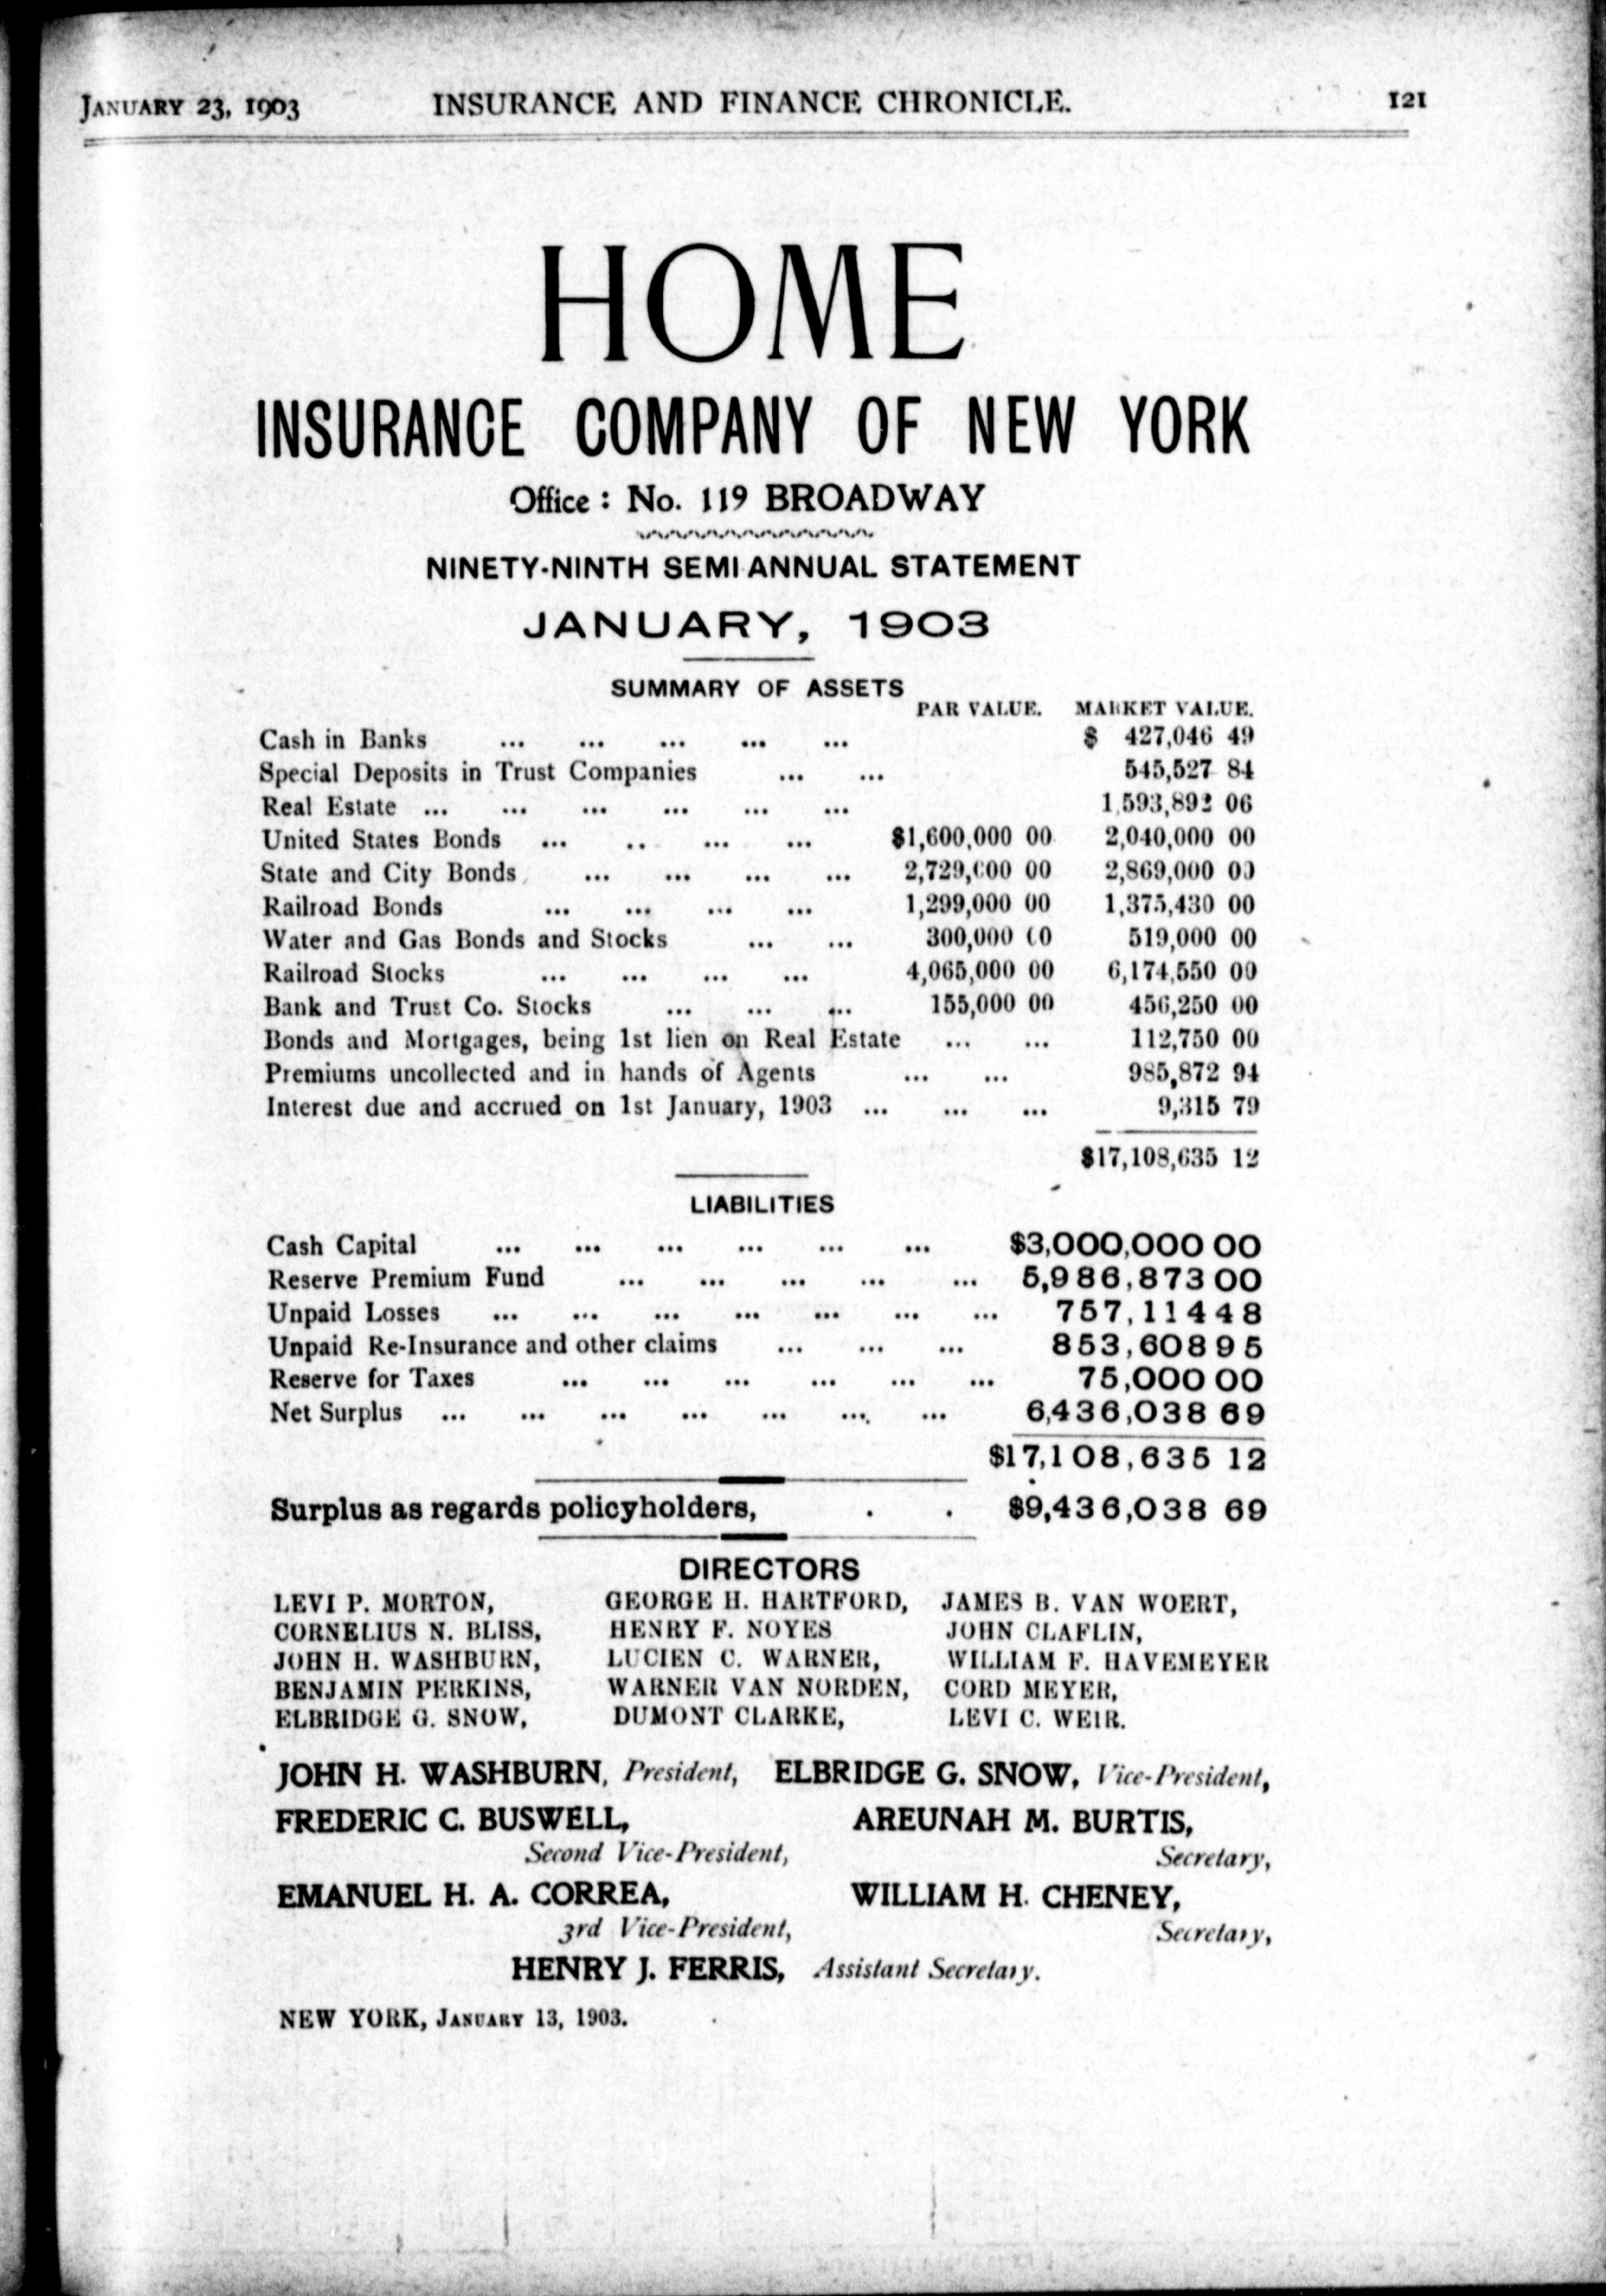 JANUARY 23, 1903 INSURANCE AND FINANCE CHRONICLE. 121
HOME
INSURANCE COMPANY OF NEW YORK
Office : No. 119 BROADWAY
NINETY-NINTH SEMI-ANNUAL STATEMENT
JANUARY, 1903
SUMMARY OF ASSETS
PAR VALUE. MARKET VALUE.
Cash in Banks ... ... ... ... ... $ 427,046 49
Special Deposits in Trust Companies ... ... 545,527 84
Real Estate ... ... ... ... ... ... 1,593,892 06
United States Bonds ... .. ... ... $1,600,000 00 2,040,000 00
State and City Bonds ... ... ... ... 2,729,000 00 2,869,000 00
Railroad Bonds ... ... ... ... 1,299,000 00 1,375,430 00
Water and Gas Bonds and Stocks ... ... 300,000 00 519,000 00
Railroad Stocks ... ... ... ... 4,065,000 00 6,174,550 00
Bank and Trust Co. Stocks ... ... ... 155,000 00 456,250 00
Bonds and Mortgages, being 1st lien on Real Estate ... ... 112,750 00
Premiums uncollected and in hands of Agents ... ... 985,872 94
Interest due and accrued on 1st January, 1903 ... ... ... 9,315 79
$17,108,635 12
LIABILITIES
Cash Capital ... ... ... ... ... ... $3,000,000 00
Reserve Premium Fund ... ... ... ... ... 5,986,873 00
Unpaid Losses ... ... ... ... ... ... ... 757,114 48
Unpaid Re-Insurance and other claims ... ... ... 853,608 95
Reserve for Taxes ... ... ... ... ... ... 75,000 00
Net Surplus ... ... ... ... ... ... ... 6,436,038 69
$17,108,635 12
Surplus as regards policyholders, . . $9,436,038 69
DIRECTORS
LEVI P. MORTON, GEORGE H. HARTFORD, JAMES B. VAN WOERT,
CORNELIUS N. BLISS, HENRY F. NOYES JOHN CLAFLIN,
JOHN H. WASHBURN, LUCIEN C. WARNER, WILLIAM F. HAVEMEYER
BENJAMIN PERKINS, WARNER VAN NORDEN, CORD MEYER,
ELBRIDGE G. SNOW, DUMONT CLARKE, LEVI C. WEIR.
JOHN H. WASHBURN, President, ELBRIDGE G. SNOW, Vice-President,
FREDERIC C. BUSWELL, AREUNAH M. BURTIS,
Second Vice-President, Secretary,
EMANUEL H. A. CORREA, WILLIAM H. CHENEY,
3rd Vice-President, Secretary,
HENRY J. FERRIS, Assistant Secretary.
NEW YORK, JANUARY 13, 1903.